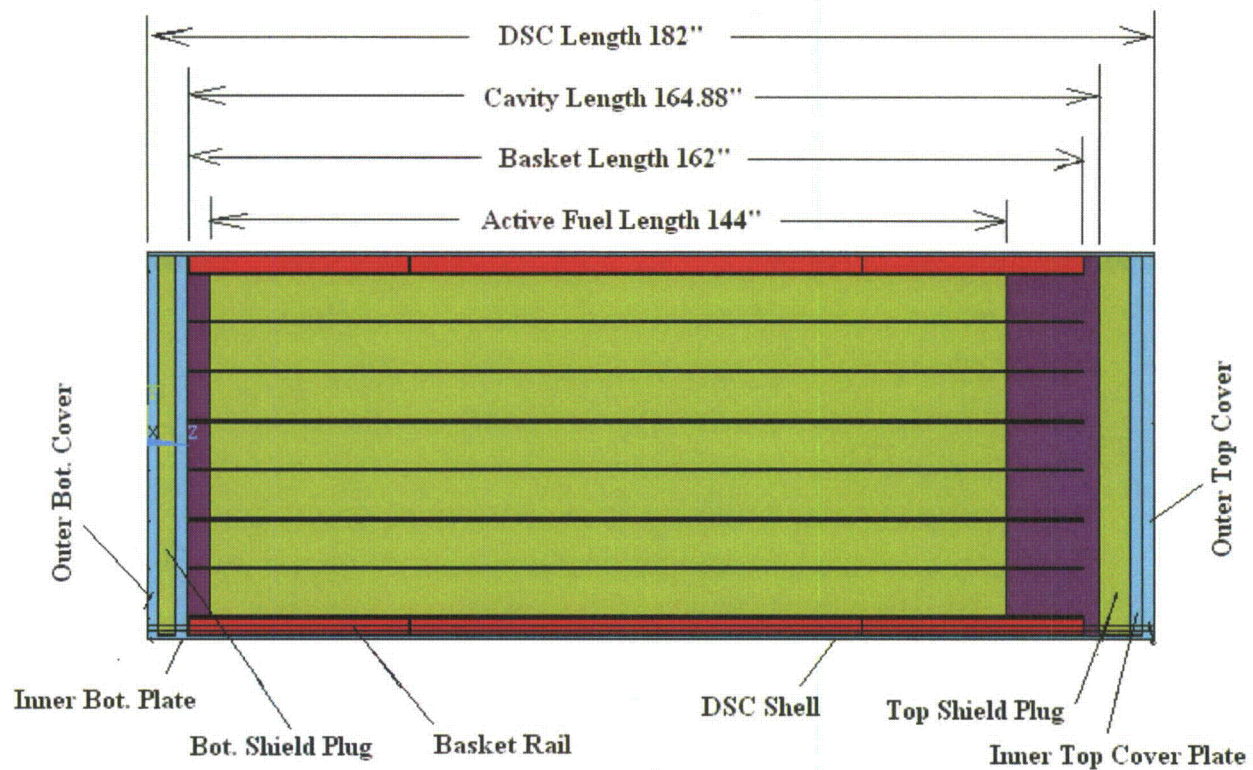 DSC Length 182"
Cavity Length 164.88"
Basket Length 162"
Active Fuel Length 144"
Outer Bot. Cover
X
Z
Outer Top Cover
Inner Bot. Plate
Bot. Shield Plug
Basket Rail
DSC Shell
Top Shield Plug
Inner Top Cover Plate